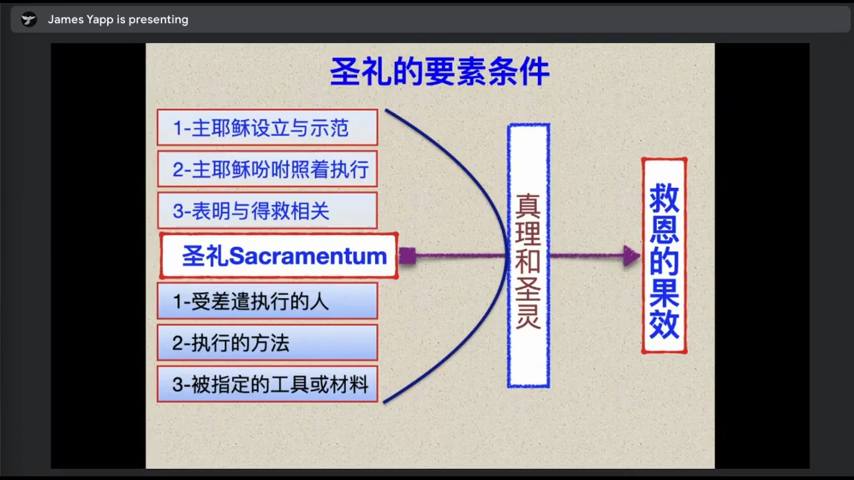 James Yapp is presenting
圣礼的要素条件
1-主耶稣设立与示范
2-主耶稣吩咐照着执行
3-表明与得救相关
圣礼Sacramentum
1-受差遣执行的人
2-执行的方法
3-被指定的工具或材料
真理和圣灵
救恩的果效